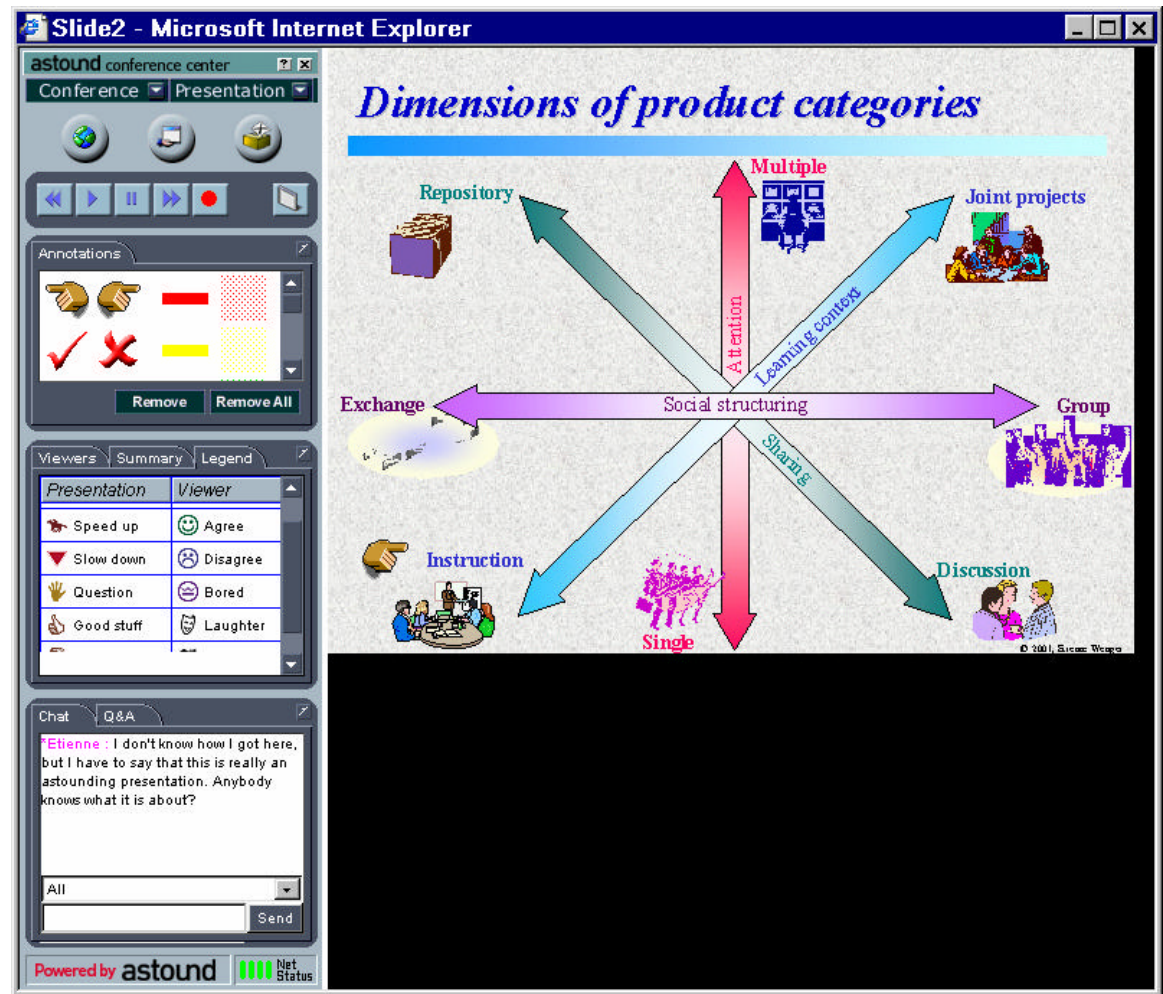 Slide2 - Microsoft Internet Explorer
astound conference center
Conference
Presentation
Annotations
Remove
Remove All
Viewers
Summary
Legend
Presentation
Viewer
Speed up
Agree
Slow down
Disagree
Question
Bored
Good stuff
Laughter
Chat
Q&A
*Etienne : I don't know how I got here,
but I have to say that this is really an
astounding presentation. Anybody
knows what it is about?
All
Send
Powered by astound
Net
Status
Dimensions of product categories
Multiple
Repository
Joint projects
Attention
Learning context
Exchange
Social structuring
Group
Sharing
Instruction
Discussion
Single
© 2001, Etienne Wenger